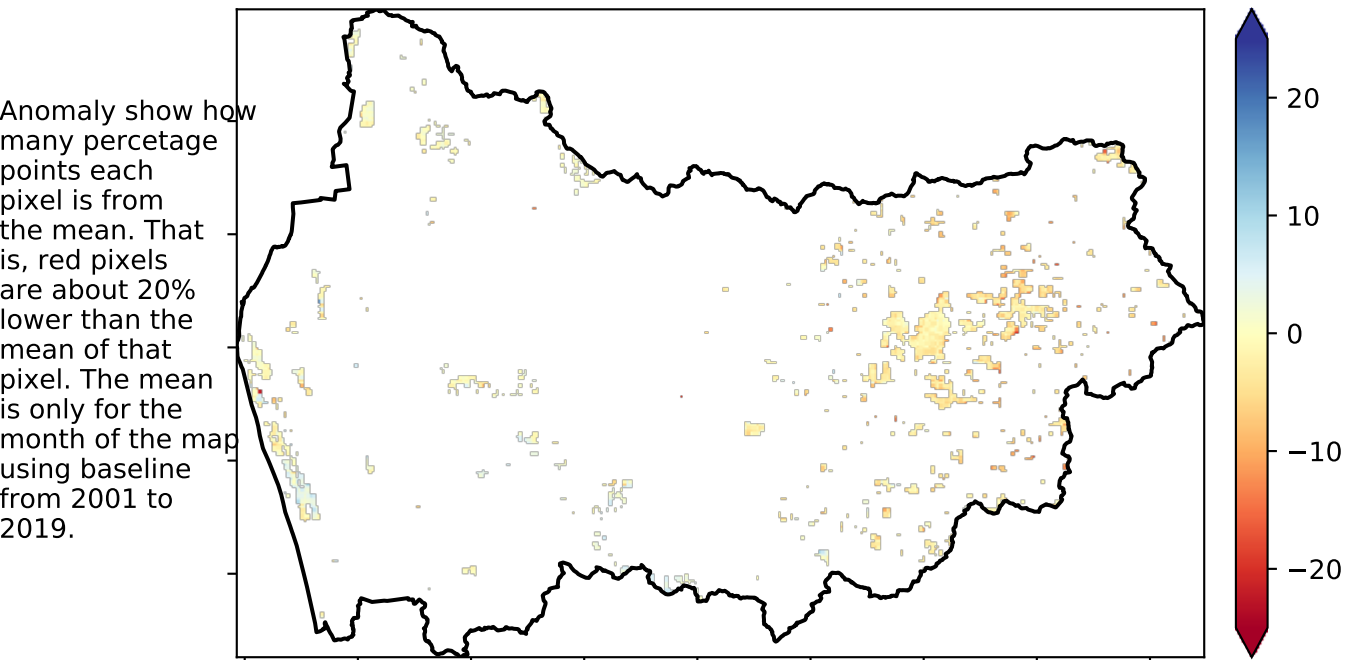 Anomaly show how
many percetage
points each
pixel is from
the mean. That
is, red pixels
are about 20%
lower than the
mean of that
pixel. The mean
is only for the
month of the map
using baseline
from 2001 to
2019.
20
10
0
−10
−20